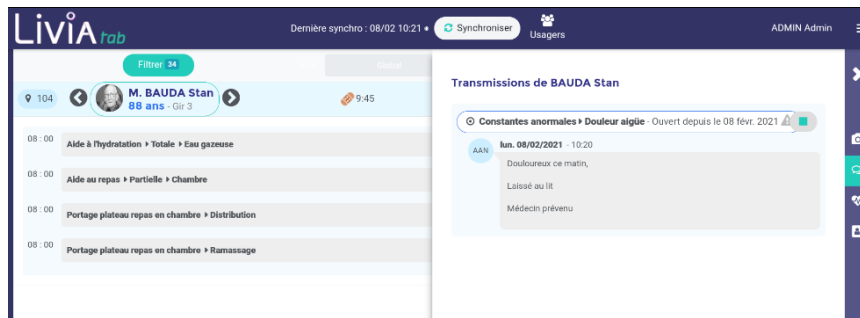 LiviA tab
Dernière synchro : 08/02 10:21
Synchroniser
Usagers
ADMIN Admin
Filtrer 34
Global
104
M. BAUDA Stan
88 ans - Gir 3
9:45
08 : 00 Aide à l'hydratation Totale Eau gazeuse
08 : 00 Aide au repas Partielle Chambre
08 : 00 Portage plateau repas en chambre Distribution
08 : 00 Portage plateau repas en chambre Ramassage
Transmissions de BAUDA Stan
Constantes anormales Douleur aigüe - Ouvert depuis le 08 févr. 2021
AAN
lun. 08/02/2021 - 10:20
Douloureux ce matin,
Laissé au lit
Médecin prévenu